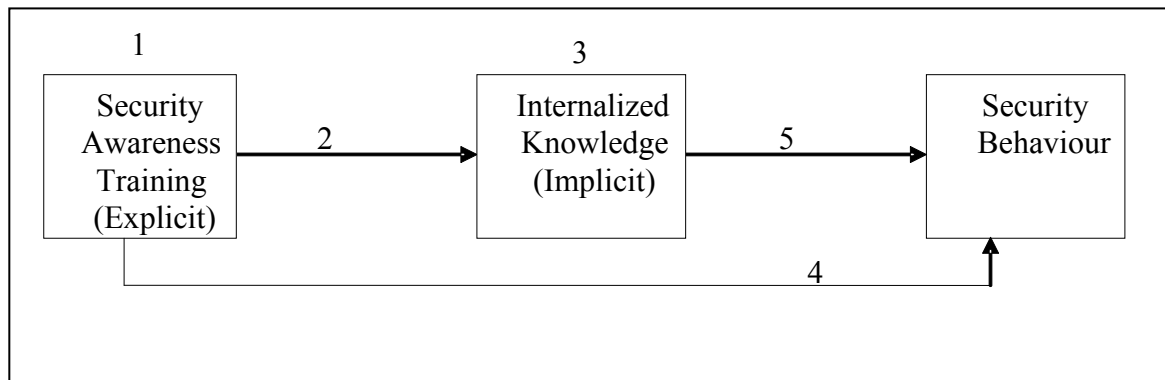 1
Security
Awareness
Training
(Explicit)
2
3
Internalized
Knowledge
(Implicit)
5
Security
Behaviour
4